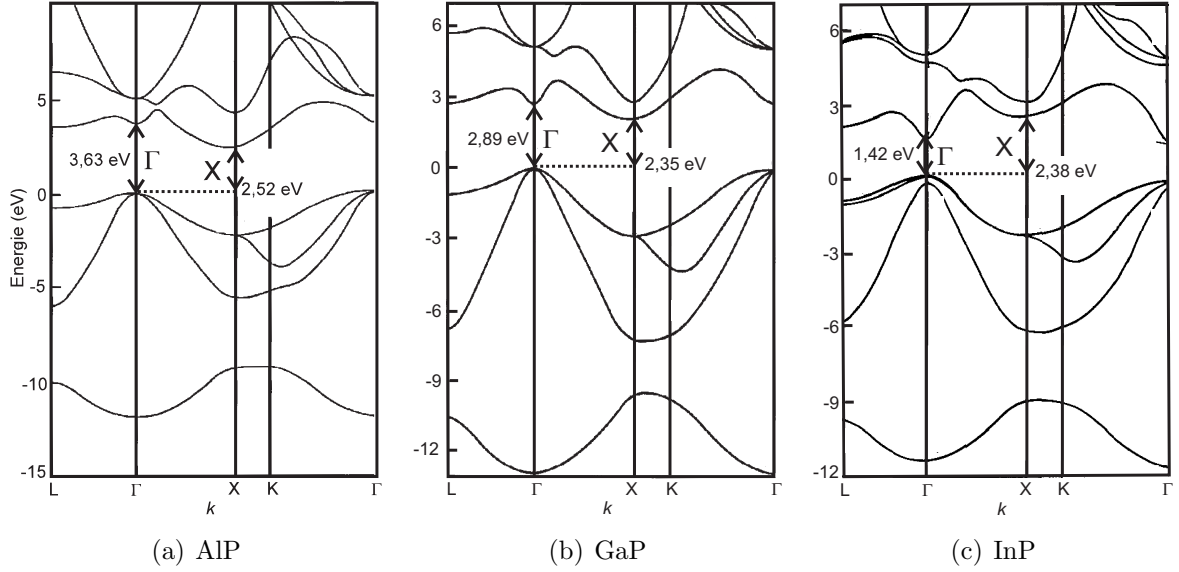 Energie (eV)
5
0
-5
-10
-15
3,63 eV
Γ
X
2,52 eV
L Γ X K Γ
k
(a) AlP
6
3
0
-3
-6
-9
-12
2,89 eV
Γ
X
2,35 eV
L Γ X K Γ
k
(b) GaP
6
3
0
-3
-6
-9
-12
1,42 eV
Γ
X
2,38 eV
L Γ X K Γ
k
(c) InP